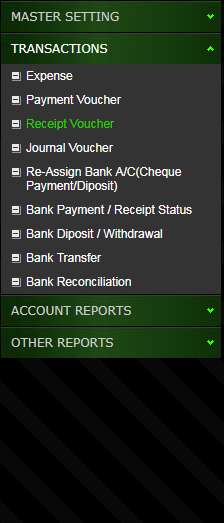 MASTER SETTING
TRANSACTIONS
Expense
Payment Voucher
Receipt Voucher
Journal Voucher
Re-Assign Bank A/C(Cheque
Payment/Diposit)
Bank Payment / Receipt Status
Bank Diposit / Withdrawal
Bank Transfer
Bank Reconciliation
ACCOUNT REPORTS
OTHER REPORTS